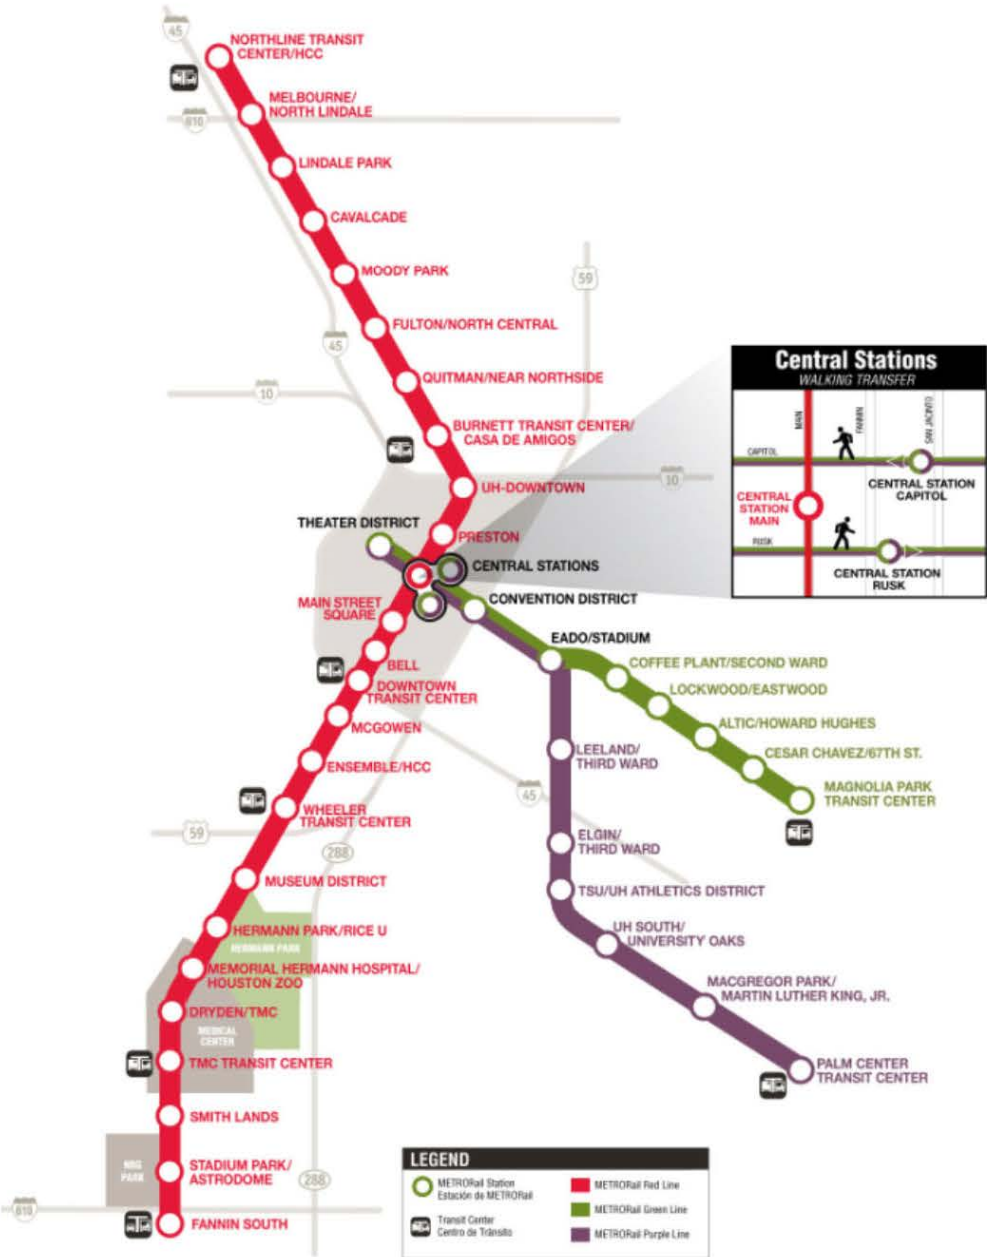 45
NORTHLINE TRANSIT
CENTER/HCC
MELBOURNE/
NORTH LINDALE
610
LINDALE PARK
CAVALCADE
MOODY PARK
59
FULTON/NORTH CENTRAL
45
QUITMAN/NEAR NORTHSIDE
10
BURNETT TRANSIT CENTER/
CASA DE AMIGOS
10
UH-DOWNTOWN
THEATER DISTRICT
PRESTON
CENTRAL STATIONS
CONVENTION DISTRICT
MAIN STREET
SQUARE
EADO/STADIUM
BELL
DOWNTOWN
TRANSIT CENTER
MCGOWEN
ENSEMBLE/HCC
WHEELER
TRANSIT CENTER
59
288
45
MUSEUM DISTRICT
HERMANN PARK/RICE U
HERMANN PARK
MEMORIAL HERMANN HOSPITAL/
HOUSTON ZOO
DRYDEN/TMC
MEDICAL
CENTER
TMC TRANSIT CENTER
SMITH LANDS
NRG
PARK
STADIUM PARK/
ASTRODOME
288
610
FANNIN SOUTH
COFFEE PLANT/SECOND WARD
LOCKWOOD/EASTWOOD
ALTIC/HOWARD HUGHES
CESAR CHAVEZ/67TH ST.
MAGNOLIA PARK
TRANSIT CENTER
LEELAND/
THIRD WARD
ELGIN/
THIRD WARD
TSU/UH ATHLETICS DISTRICT
UH SOUTH/
UNIVERSITY OAKS
MACGREGOR PARK/
MARTIN LUTHER KING, JR.
PALM CENTER
TRANSIT CENTER
Central Stations
WALKING TRANSFER
MAIN
FANNIN
SAN JACINTO
CAPITOL
CENTRAL STATION
CAPITOL
CENTRAL
STATION
MAIN
RUSK
CENTRAL STATION
RUSK
LEGEND
METRORail Station
Estación de METRORail
Transit Center
Centro de Tránsito
METRORail Red Line
METRORail Green Line
METRORail Purple Line